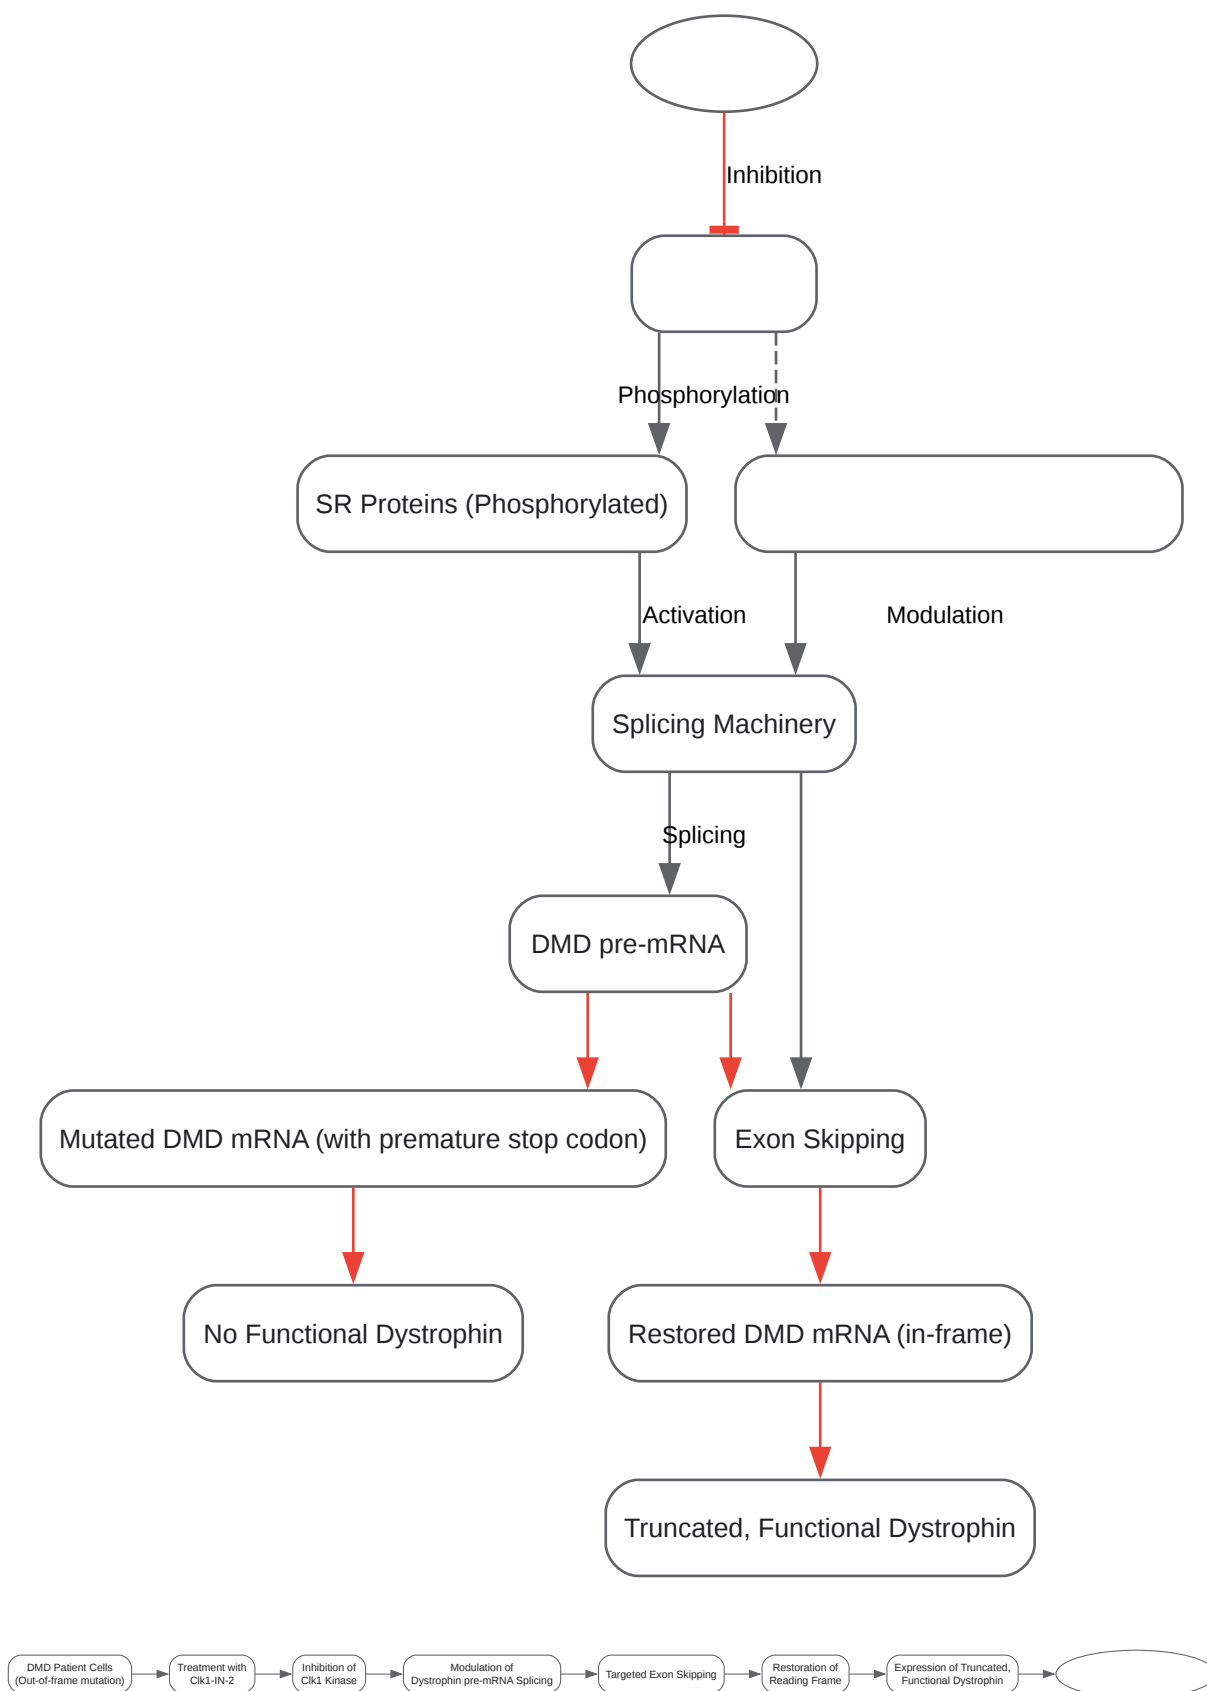 Inhibition
Phosphorylation
SR Proteins (Phosphorylated)
Activation
Modulation
Splicing Machinery
Splicing
DMD pre-mRNA
Mutated DMD mRNA (with premature stop codon)
Exon Skipping
No Functional Dystrophin
Restored DMD mRNA (in-frame)
Truncated, Functional Dystrophin
DMD Patient Cells
(Out-of-frame mutation)
Treatment with
Clk1-IN-2
Inhibition of
Clk1 Kinase
Modulation of
Dystrophin pre-mRNA Splicing
Targeted Exon Skipping
Restoration of
Reading Frame
Expression of Truncated,
Functional Dystrophin